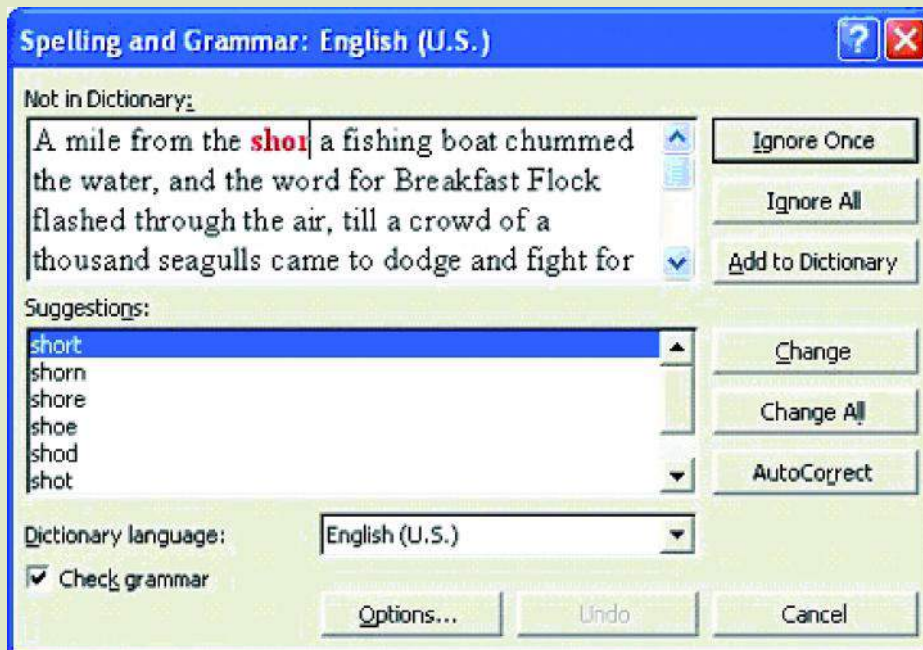 Spelling and Grammar: English (U.S.)
Not in Dictionary:
A mile from the shor a fishing boat chummed
the water, and the word for Breakfast Flock
flashed through the air, till a crowd of a
thousand seagulls came to dodge and fight for
Ignore Once
Ignore All
Add to Dictionary
Suggestions:
short
shorn
shore
shoe
shod
shot
Change
Change All
AutoCorrect
Dictionary language:
English (U.S.)
Check grammar
Options...
Undo
Cancel